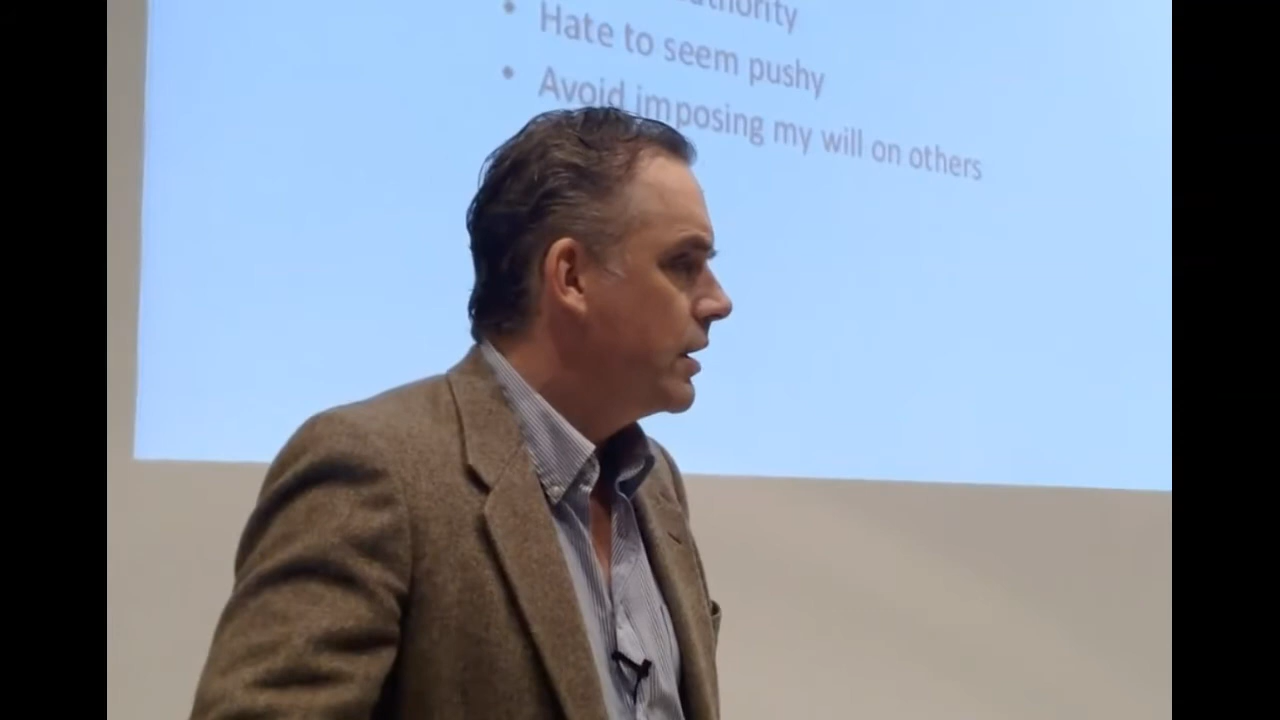 • Hate to seem pushy
• Avoid imposing my will on others